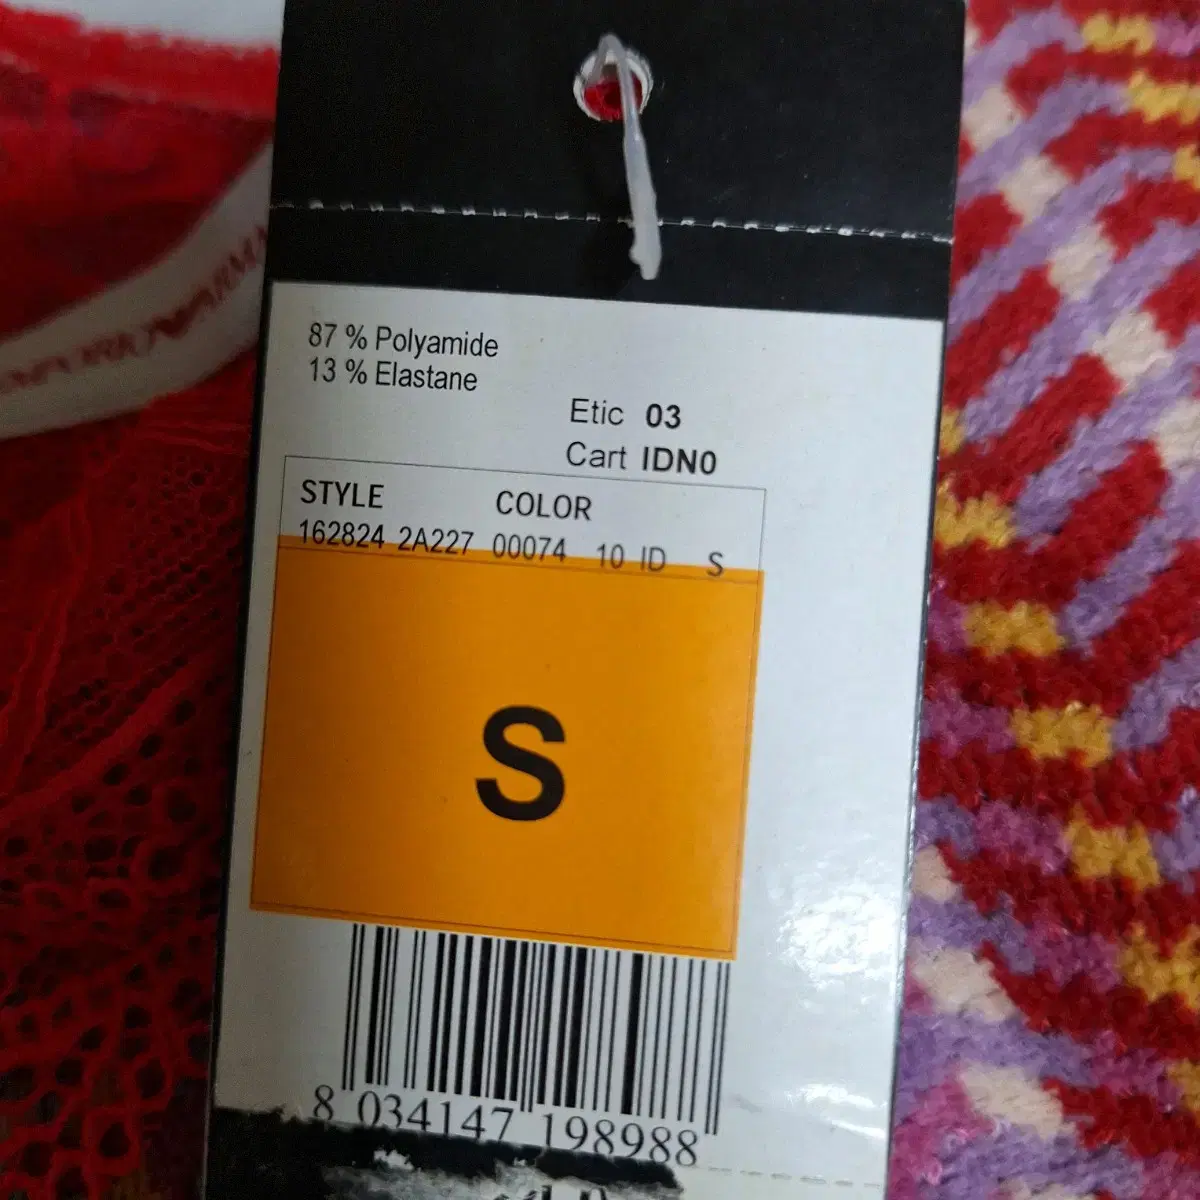 87 % Polyamide
13 % Elastane
Etic 03
Cart IDN0
STYLE COLOR
162824 2A227 00074 10 ID S
S
8 034147 198988